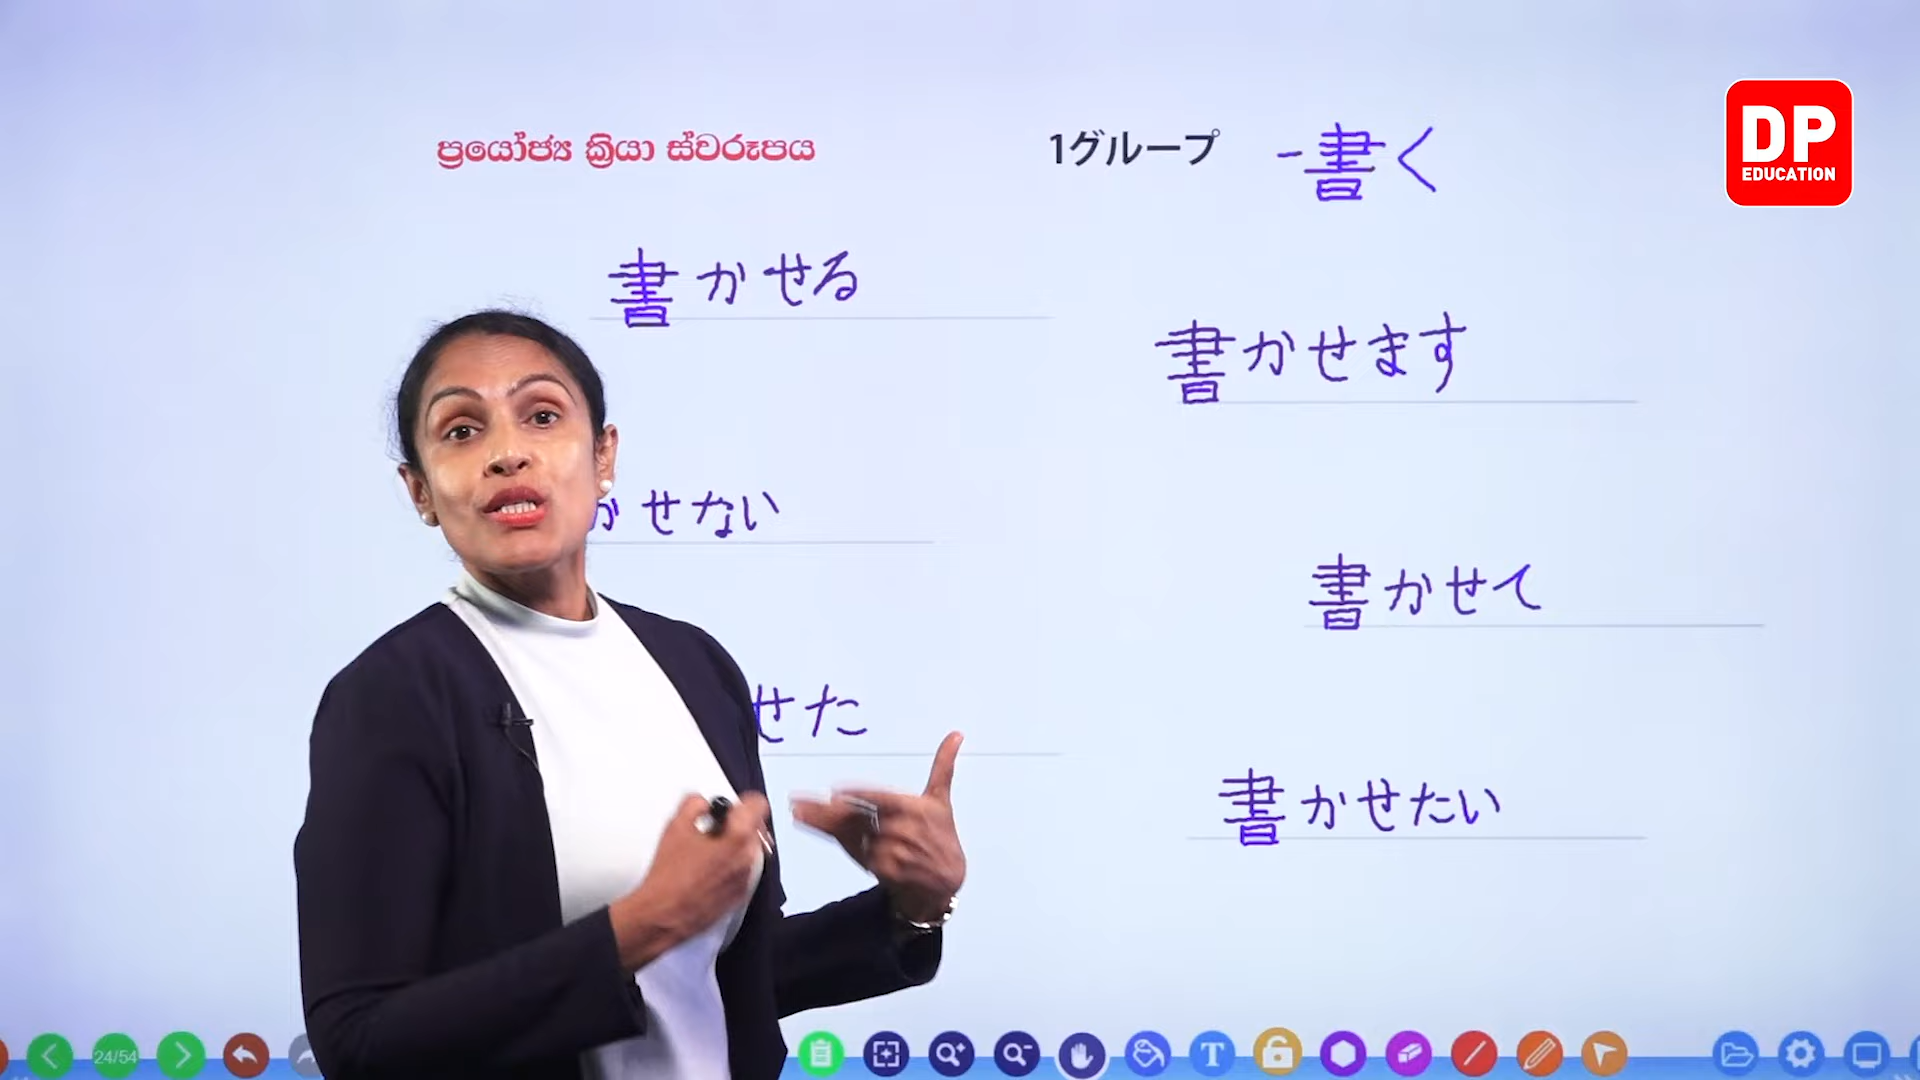 ප්‍රයෝජ්‍ය ක්‍රියා ස්වරූපය
1グループ -書く
DP
EDUCATION
書かせる
書かせます
かせない
書かせて
せた
書かせたい
24/54
T